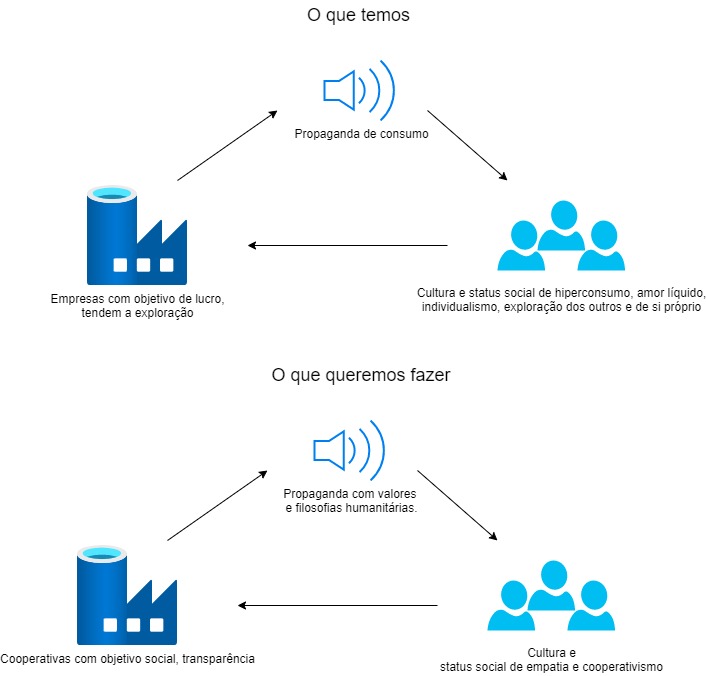 O que temos
Propaganda de consumo
Empresas com objetivo de lucro,
tendem a exploração
Cultura e status social de hiperconsumo, amor líquido,
individualismo, exploração dos outros e de si próprio
O que queremos fazer
Propaganda com valores
e filosofias humanitárias.
Cooperativas com objetivo social, transparência
Cultura e
status social de empatia e cooperativismo